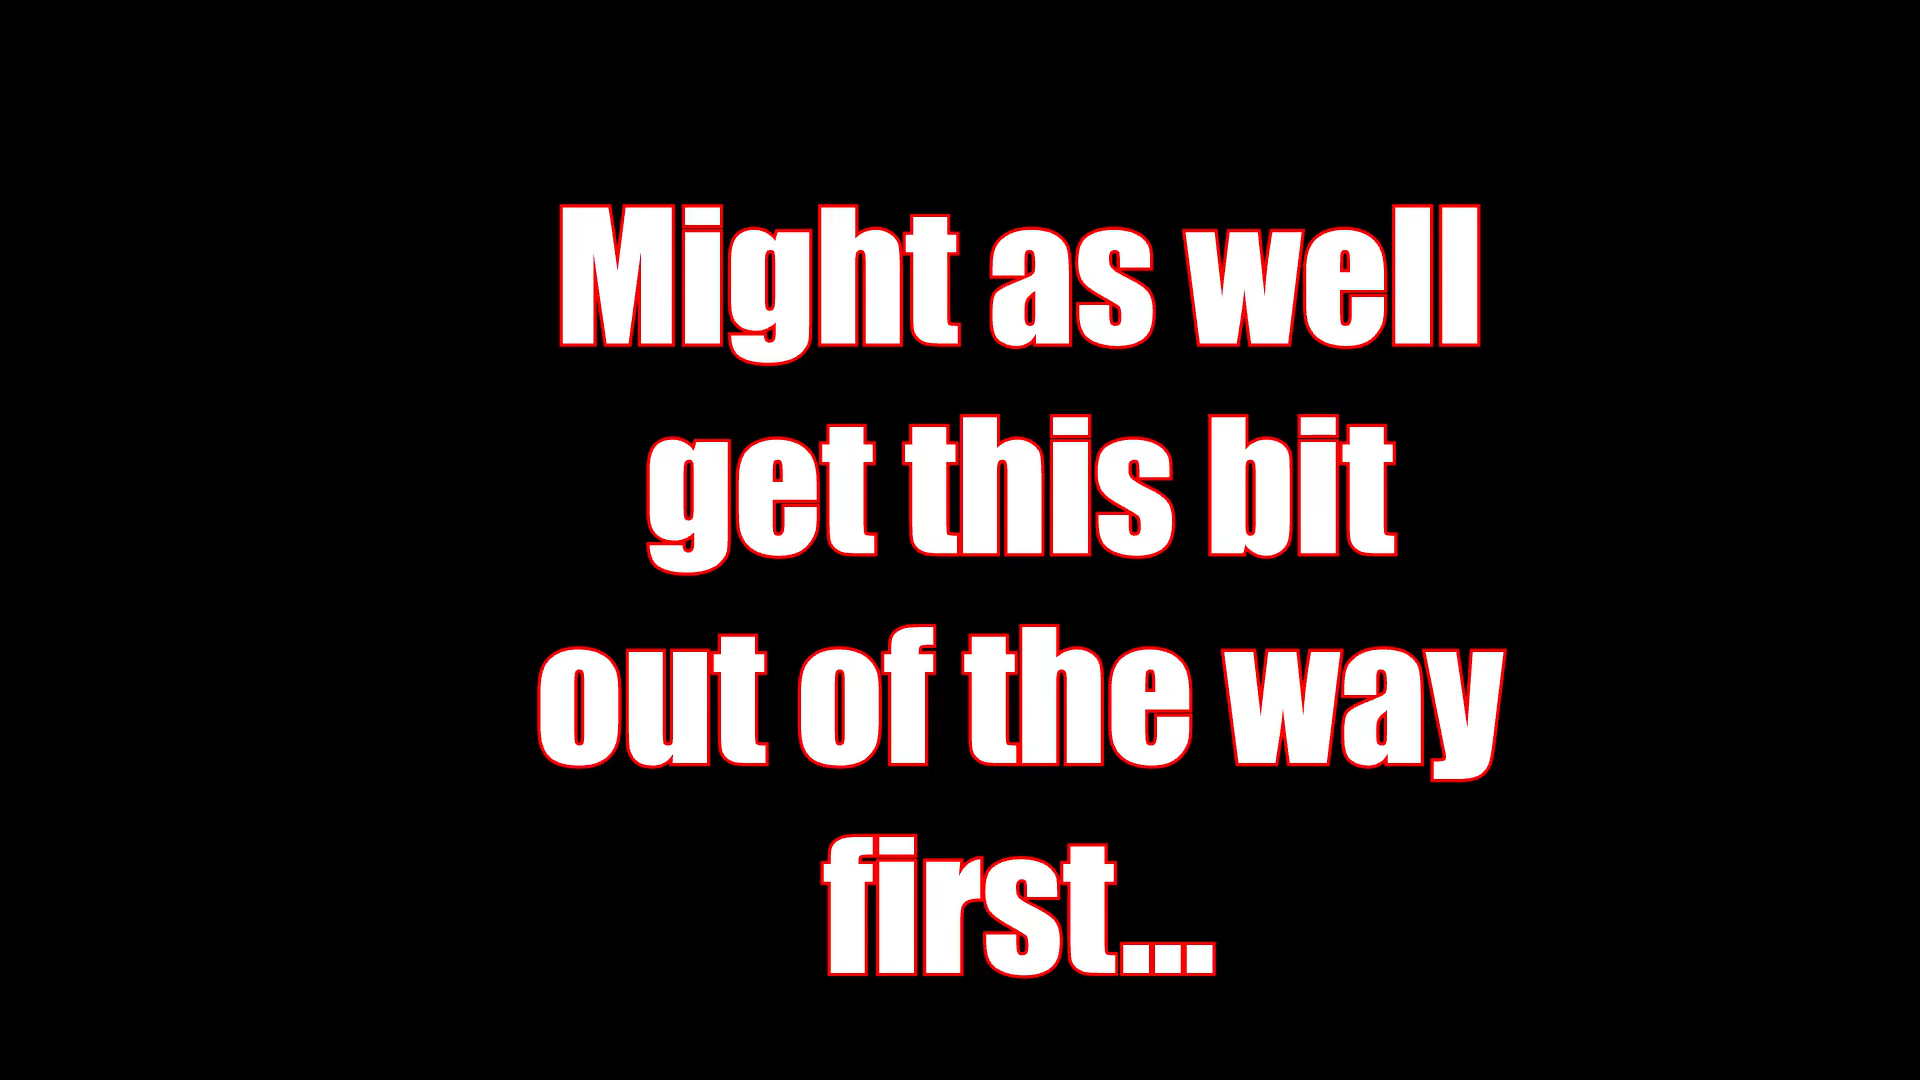 Might as well
get this bit
out of the way
first...